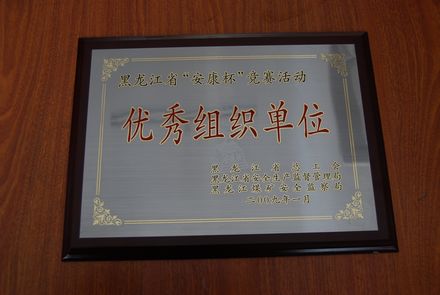 黑龙江省“安康杯”竞赛活动
优秀组织单位
黑龙江省总工会
黑龙江省安全生产监督管理局
黑龙江煤矿安全监察局
二00九年一月